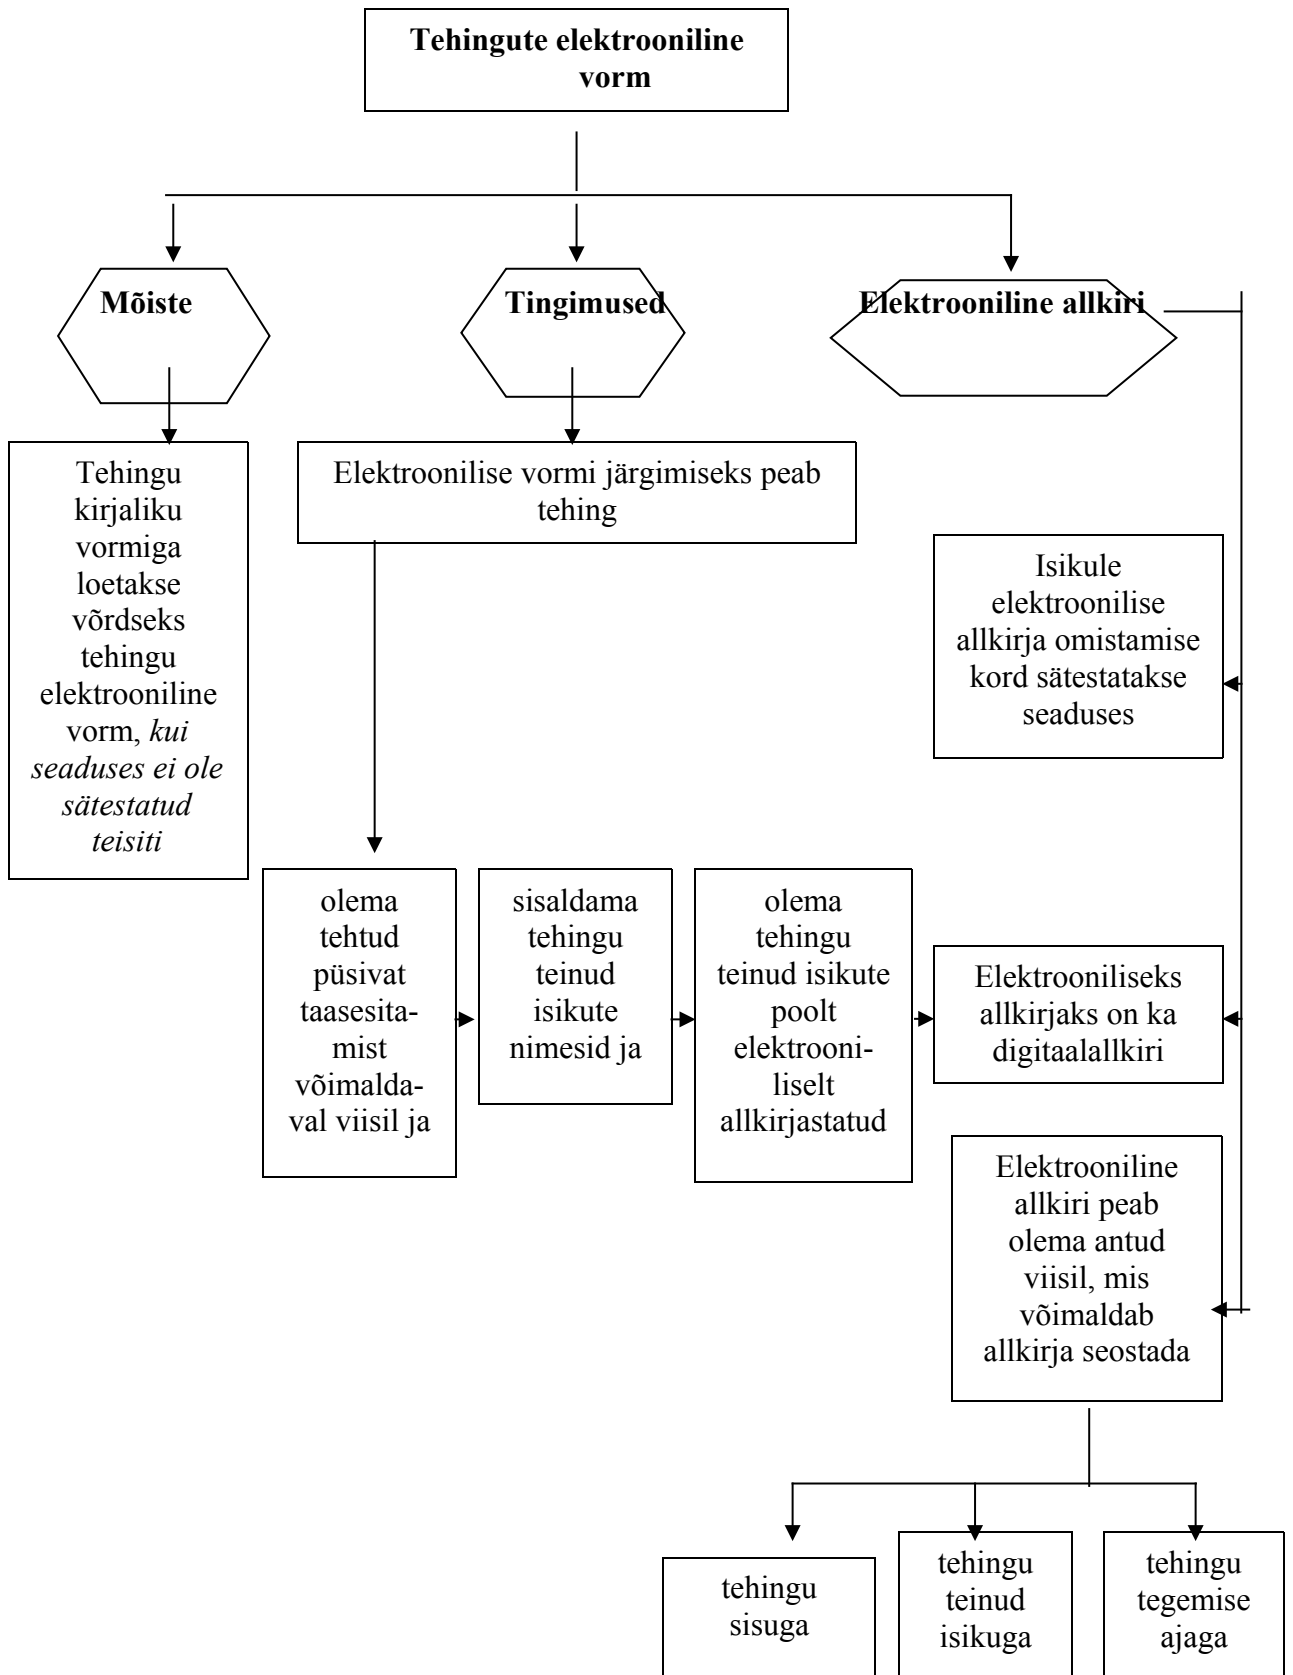 Tehingute elektrooniline
vorm
Mõiste
Tingimused
Elektrooniline allkiri
Tehingu
kirjaliku
vormiga
loetakse
võrdseks
tehingu
elektrooniline
vorm, kui
seaduses ei ole
sätestatud
teisiti
Elektroonilise vormi järgimiseks peab
tehing
Isikule
elektroonilise
allkirja omistamise
kord sätestatakse
seaduses
olema
tehtud
püsivat
taasesita-
mist
võimalda-
val viisil ja
sisaldama
tehingu
teinud
isikute
nimesid ja
olema
tehingu
teinud isikute
poolt
elektrooni-
liselt
allkirjastatud
Elektrooniliseks
allkirjaks on ka
digitaalallkiri
Elektrooniline
allkiri peab
olema antud
viisil, mis
võimaldab
allkirja seostada
tehingu
sisuga
tehingu
teinud
isikuga
tehingu
tegemise
ajaga